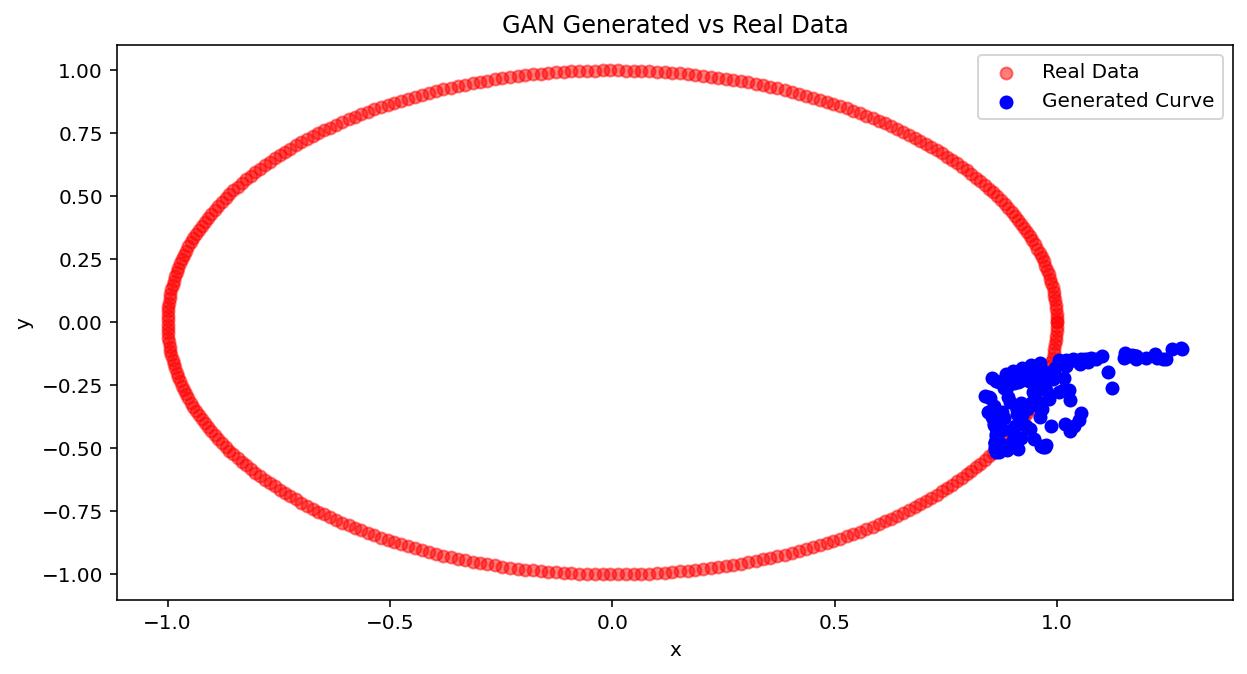 GAN Generated vs Real Data
Real Data
Generated Curve
1.00
0.75
0.50
0.25
0.00
−0.25
−0.50
−0.75
−1.00
y
−1.0 −0.5 0.0 0.5 1.0
x